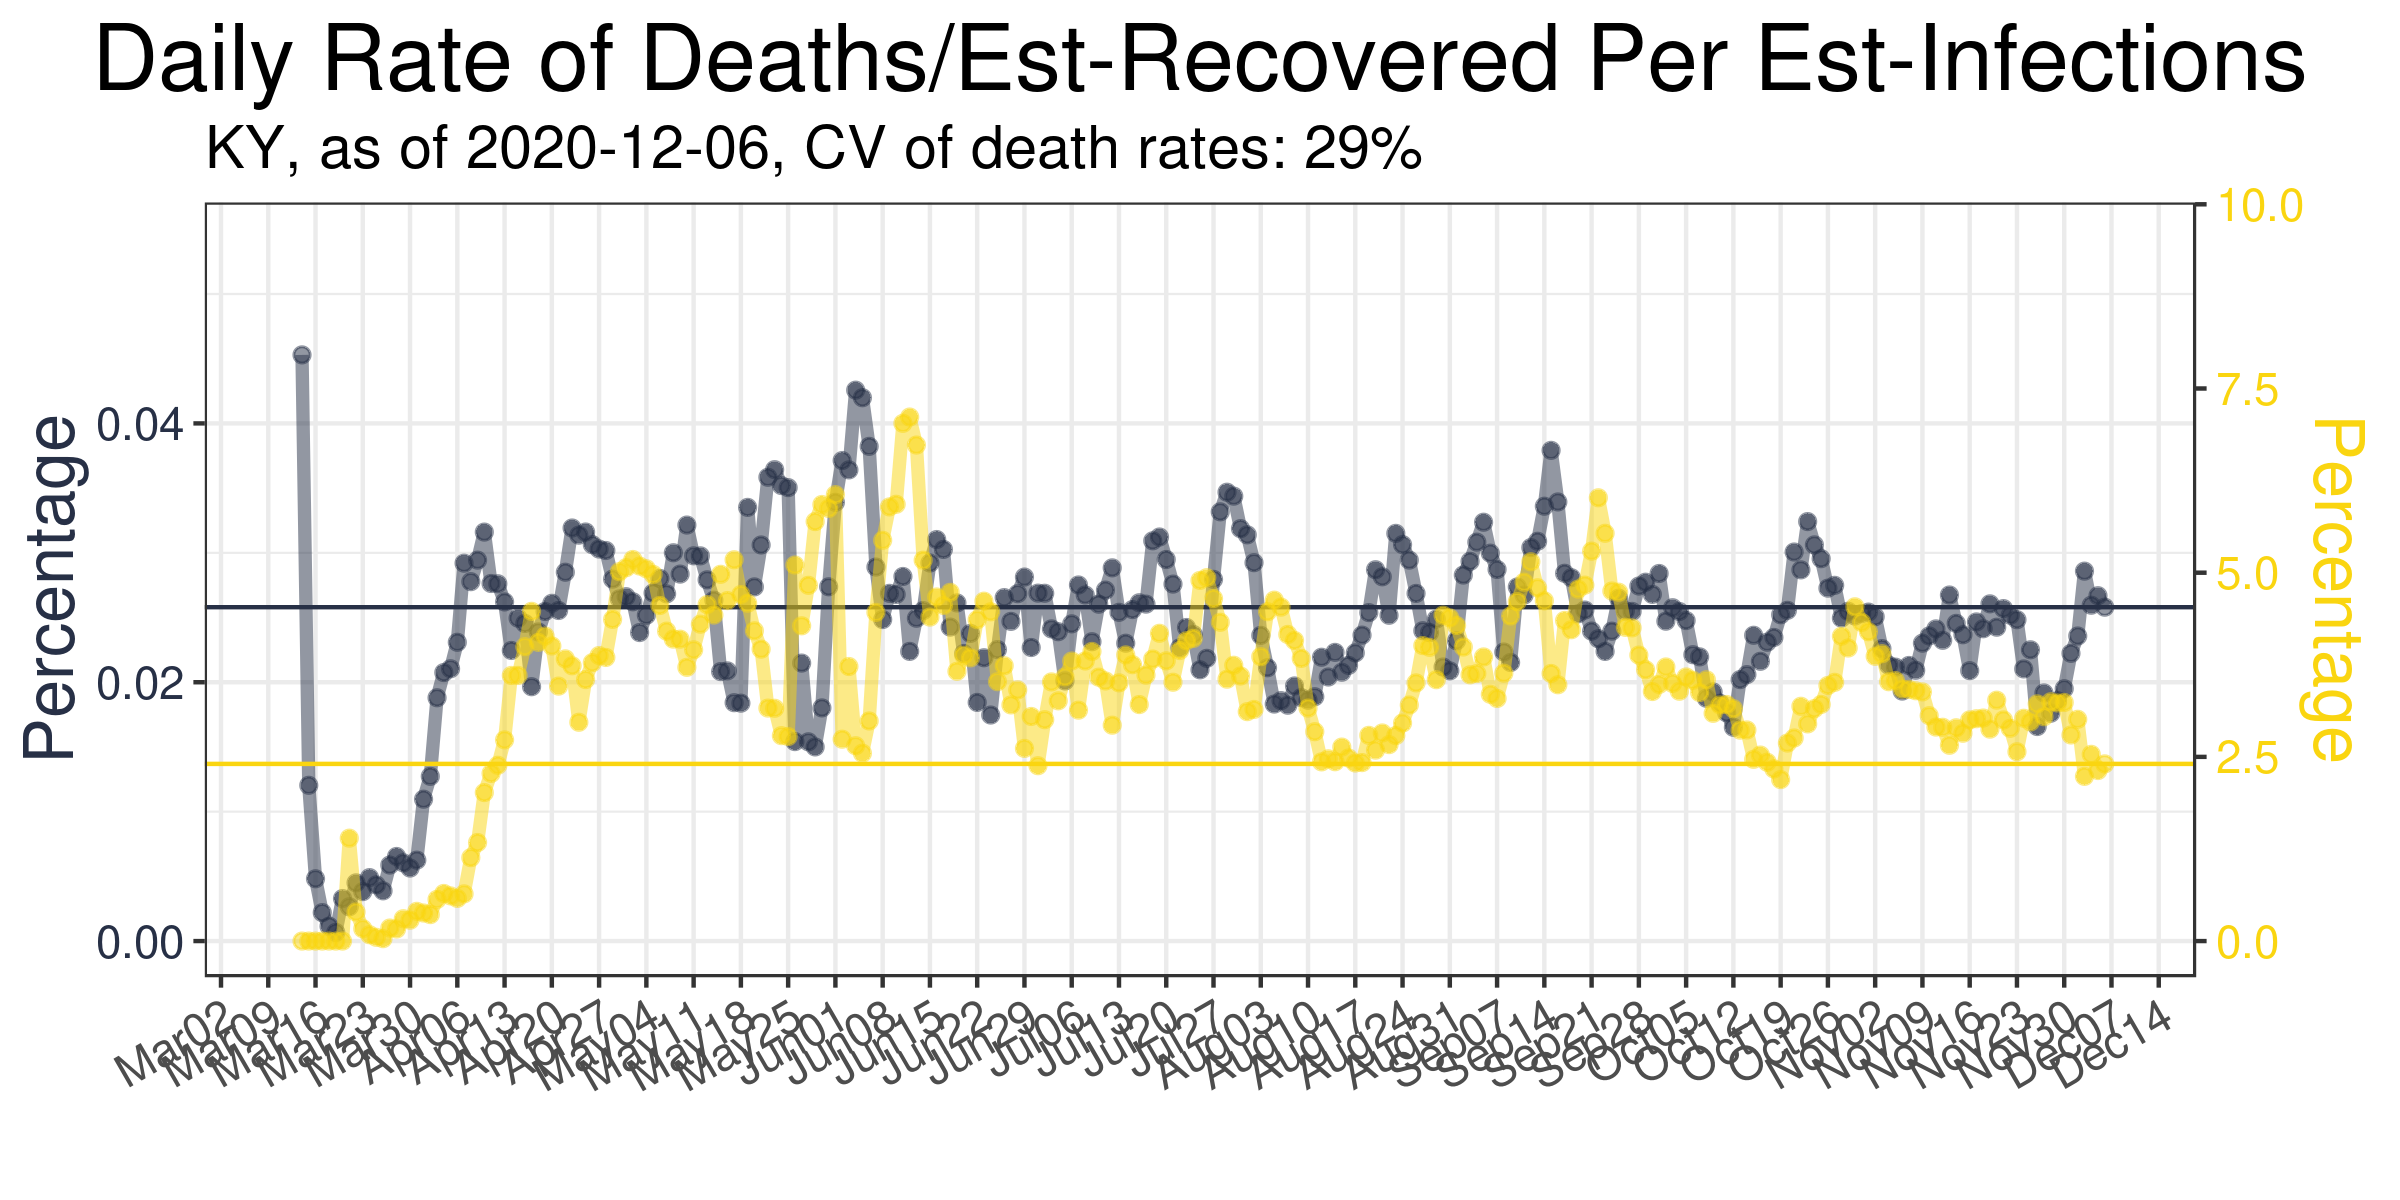 Daily Rate of Deaths/Est-Recovered Per Est-Infections
KY, as of 2020-12-06, CV of death rates: 29%
10.0
7.5
5.0
2.5
0.0
Percentage
0.04
0.02
0.00
Percentage
Mar02
Mar09
Mar16
Mar23
Mar30
Apr06
Apr13
Apr20
Apr27
May04
May11
May18
May25
Jun01
Jun08
Jun15
Jun22
Jun29
Jul06
Jul13
Jul20
Jul27
Aug03
Aug10
Aug17
Aug24
Aug31
Sep07
Sep14
Sep21
Sep28
Oct05
Oct12
Oct19
Oct26
Nov02
Nov09
Nov16
Nov23
Nov30
Dec07
Dec14